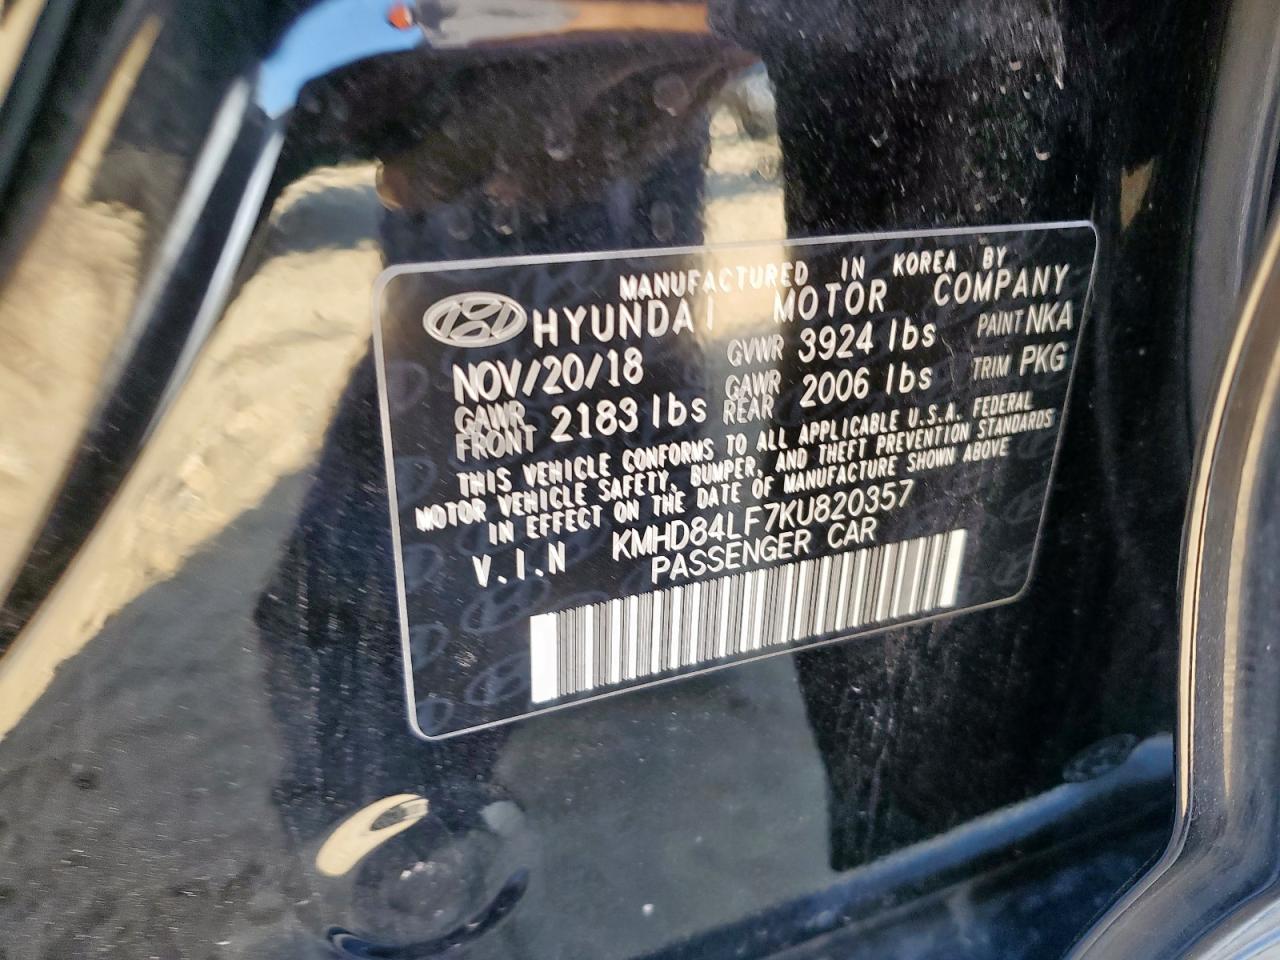 MANUFACTURED IN KOREA BY
HYUNDAI MOTOR COMPANY
NOV/20/18 GVWR 3924 lbs PAINT NKA
GAWR FRONT 2183 lbs GAWR REAR 2006 lbs TRIM PKG
THIS VEHICLE CONFORMS TO ALL APPLICABLE U.S.A. FEDERAL
MOTOR VEHICLE SAFETY, BUMPER, AND THEFT PREVENTION STANDARDS
IN EFFECT ON THE DATE OF MANUFACTURE SHOWN ABOVE
V.I.N KMHD84LF7KU820357
PASSENGER CAR